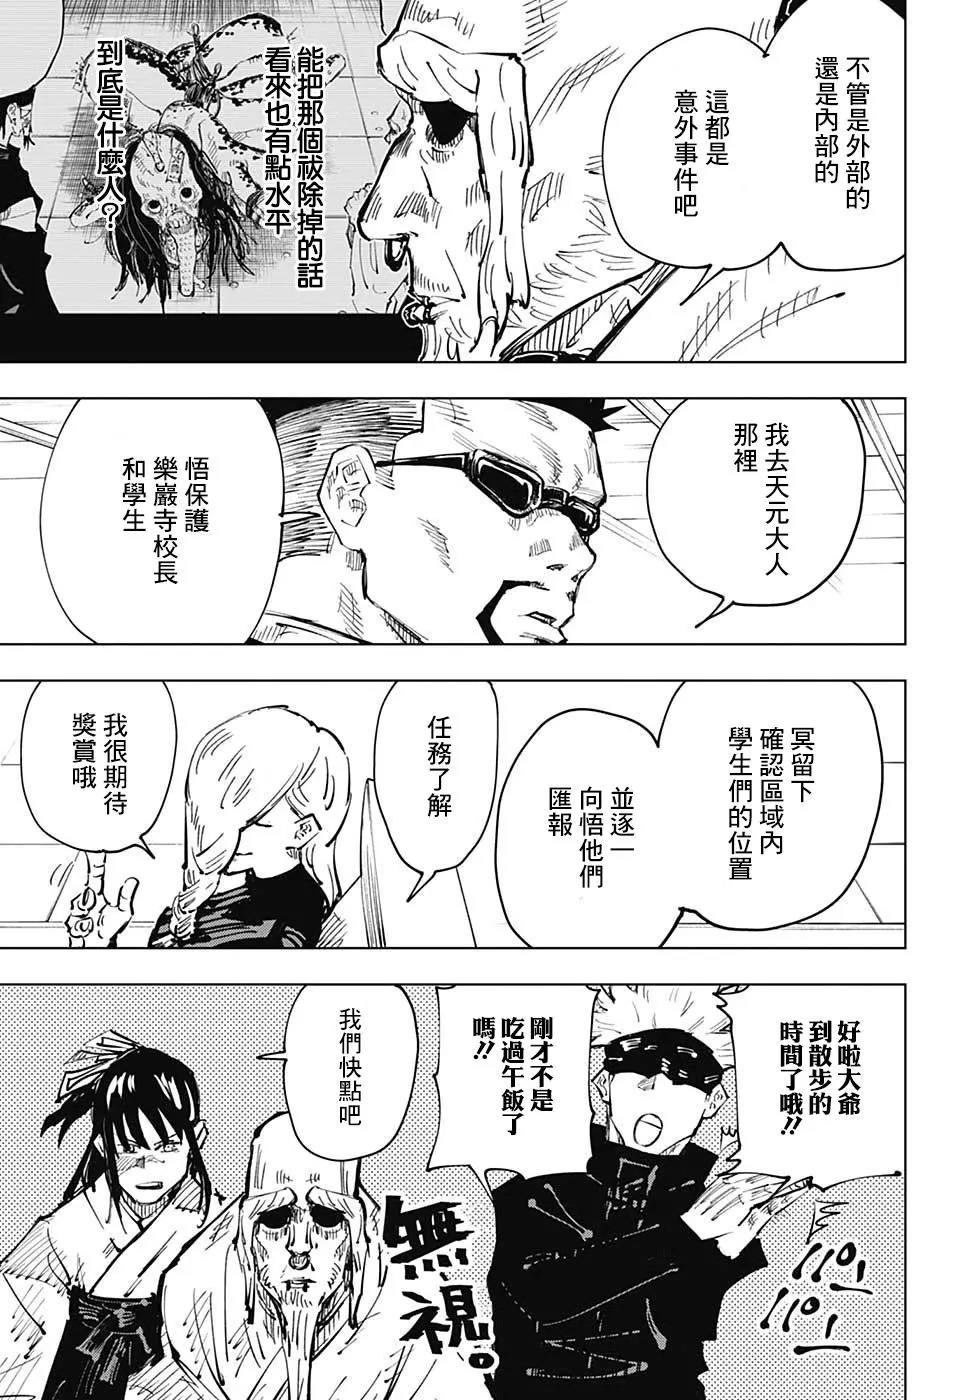 不管是外部的
還是內部的
這都是
意外事件吧
能把那個祓除掉的話
看來也有點水平
到底是什麼人？
我去天元大人
那裡
悟保護
樂巖寺校長
和學生
冥留下
確認區域內
學生們的位置
並逐一
向悟他們
匯報
任務了解
我很期待
獎賞哦
好啦大爺
到散步的
時間了哦!!
剛才不是
吃過午飯了
嗎!!
我們快點吧
無視。